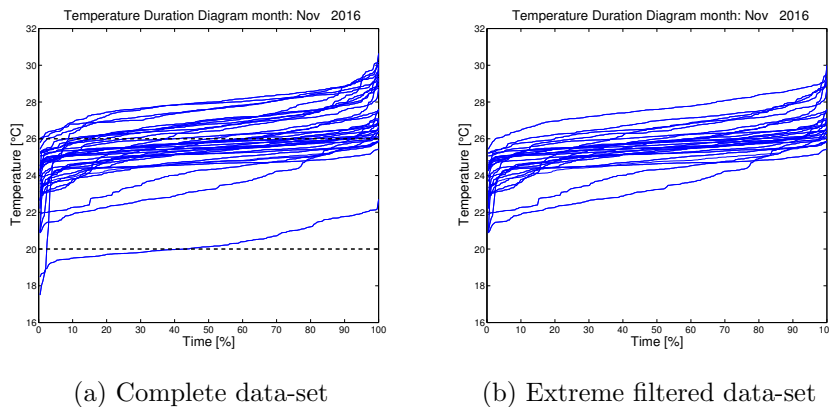 Temperature Duration Diagram month: Nov 2016
32
30
28
26
24
22
20
18
16
Temperature [°C]
0 10 20 30 40 50 60 70 80 90 100
Time [%]
(a) Complete data-set
Temperature Duration Diagram month: Nov 2016
32
30
28
26
24
22
20
18
16
Temperature [°C]
0 10 20 30 40 50 60 70 80 90 100
Time [%]
(b) Extreme filtered data-set